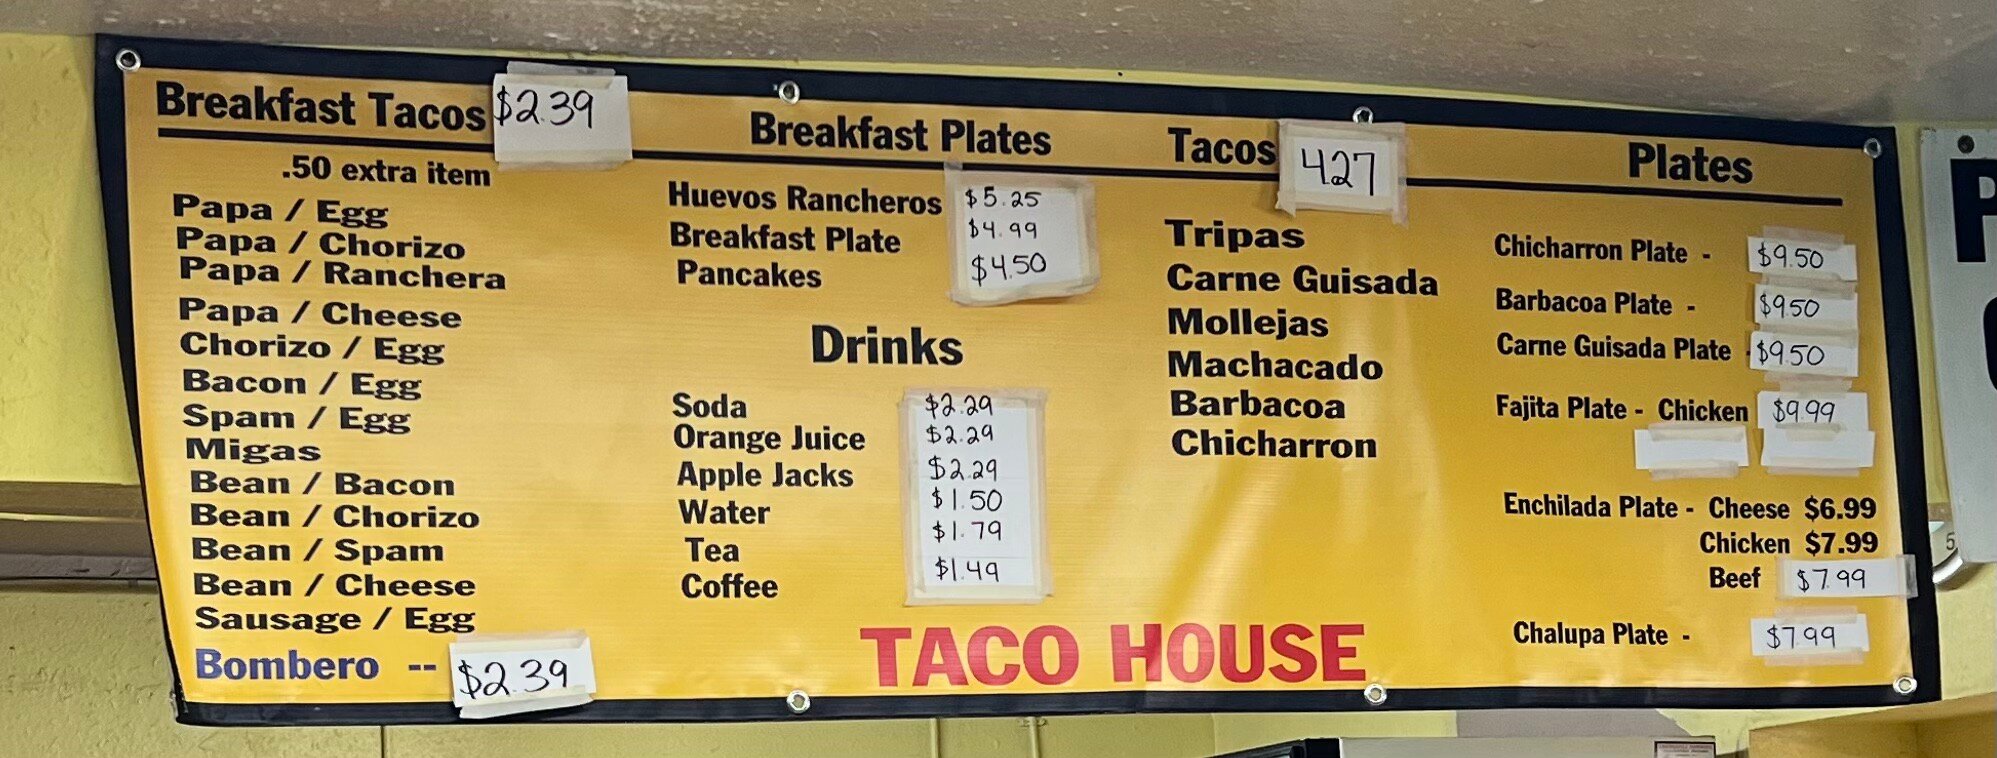 Breakfast Tacos $2.39
.50 extra item
Papa / Egg
Papa / Chorizo
Papa / Ranchera
Papa / Cheese
Chorizo / Egg
Bacon / Egg
Spam / Egg
Migas
Bean / Bacon
Bean / Chorizo
Bean / Spam
Bean / Cheese
Sausage / Egg
Bombero -- $2.39
Breakfast Plates
Huevos Rancheros $5.25
Breakfast Plate $4.99
Pancakes $4.50
Drinks
Soda $2.29
Orange Juice $2.29
Apple Jacks $2.29
Water $1.50
Tea $1.79
Coffee $1.49
TACO HOUSE
Tacos 4.27
Tripas
Carne Guisada
Mollejas
Machacado
Barbacoa
Chicharron
Plates
Chicharron Plate - $9.50
Barbacoa Plate - $9.50
Carne Guisada Plate - $9.50
Fajita Plate - Chicken $9.99
Enchilada Plate - Cheese $6.99
Chicken $7.99
Beef $7.99
Chalupa Plate - $7.99
P
5